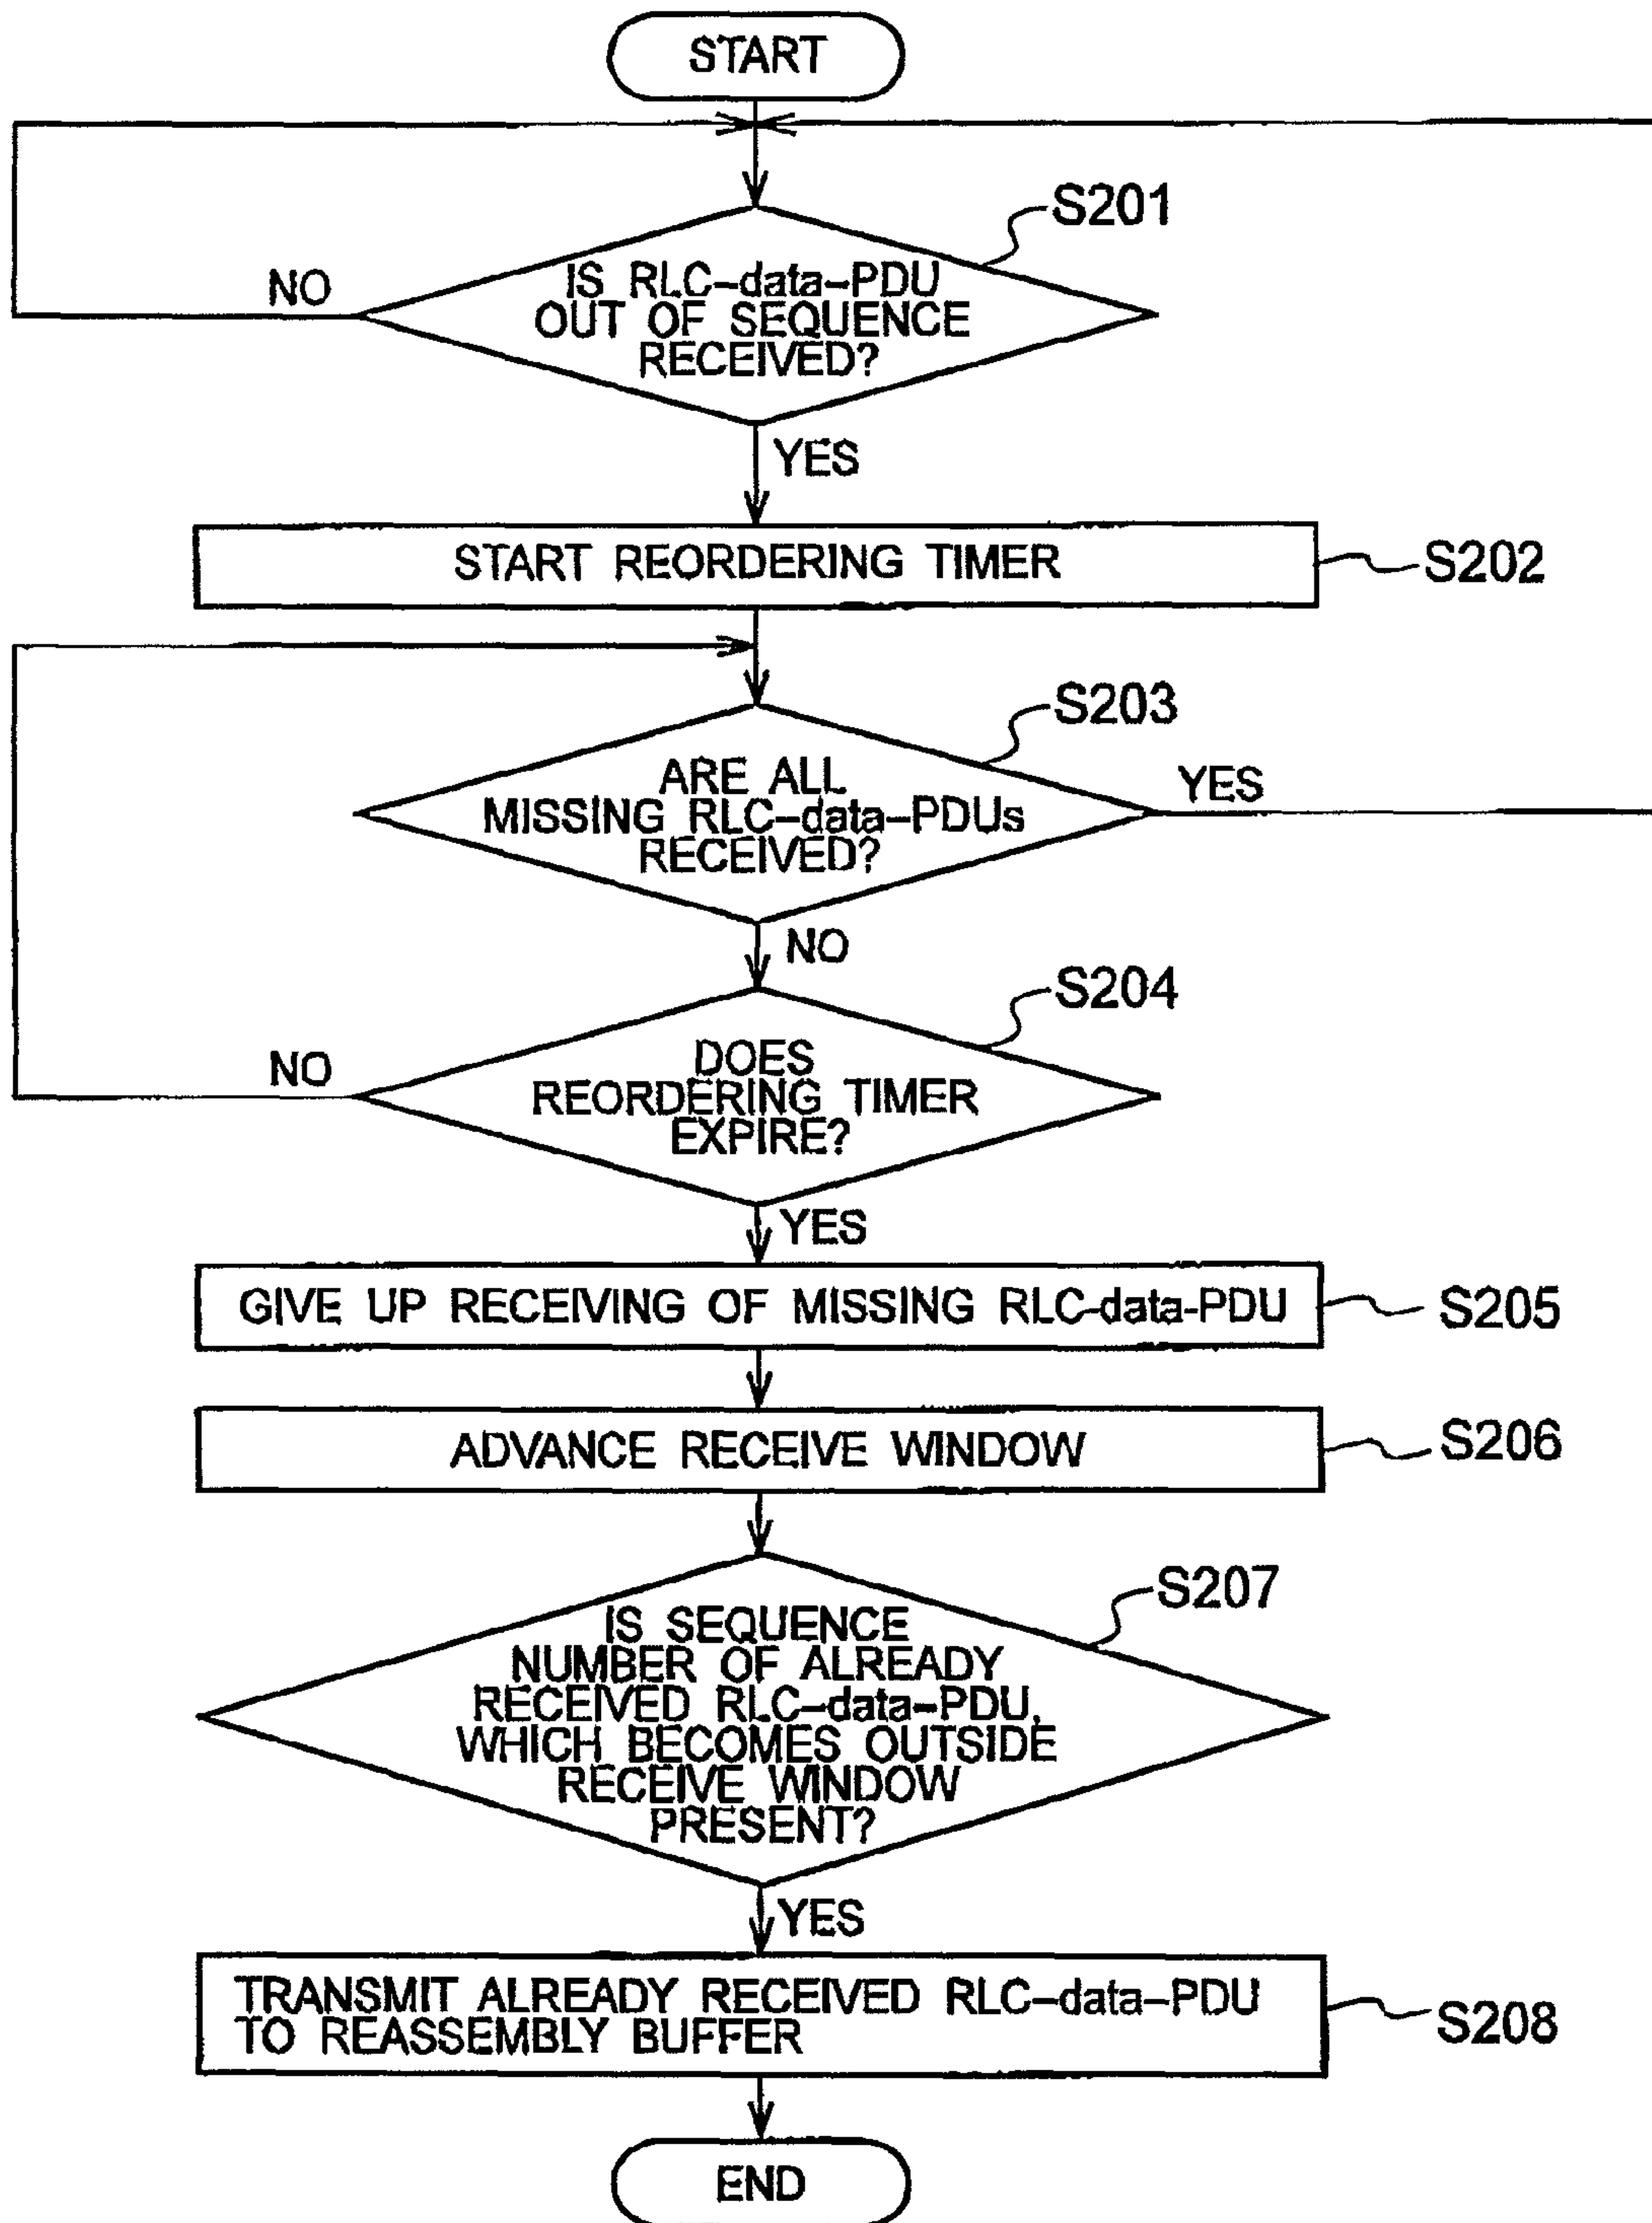 START
S201
NO
IS RLC-data-PDU
OUT OF SEQUENCE
RECEIVED?
YES
START REORDERING TIMER
S202
S203
ARE ALL
MISSING RLC-data-PDUs
RECEIVED?
YES
NO
S204
NO
DOES
REORDERING TIMER
EXPIRE?
YES
GIVE UP RECEIVING OF MISSING RLC-data-PDU
S205
ADVANCE RECEIVE WINDOW
S206
S207
IS SEQUENCE
NUMBER OF ALREADY
RECEIVED RLC-data-PDU,
WHICH BECOMES OUTSIDE
RECEIVE WINDOW
PRESENT?
YES
TRANSMIT ALREADY RECEIVED RLC-data-PDU
TO REASSEMBLY BUFFER
S208
END